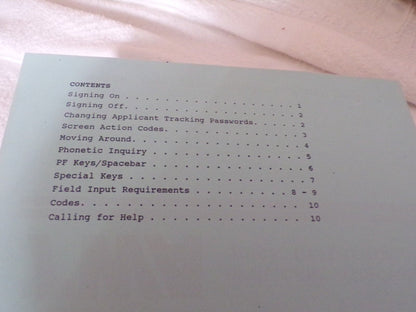 CONTENTS
Signing On . . . . . . . . . . . . . . . . . . 1
Signing Off. . . . . . . . . . . . . . . . . . 2
Changing Applicant Tracking Passwords. . . . . 2
Screen Action Codes. . . . . . . . . . . . . . 3
Moving Around. . . . . . . . . . . . . . . . . 4
Phonetic Inquiry . . . . . . . . . . . . . . . 5
PF Keys/Spacebar . . . . . . . . . . . . . . . 6
Special Keys . . . . . . . . . . . . . . . . . 7
Field Input Requirements . . . . . . . . . . 8 - 9
Codes. . . . . . . . . . . . . . . . . . . . . 10
Calling for Help . . . . . . . . . . . . . . . 10